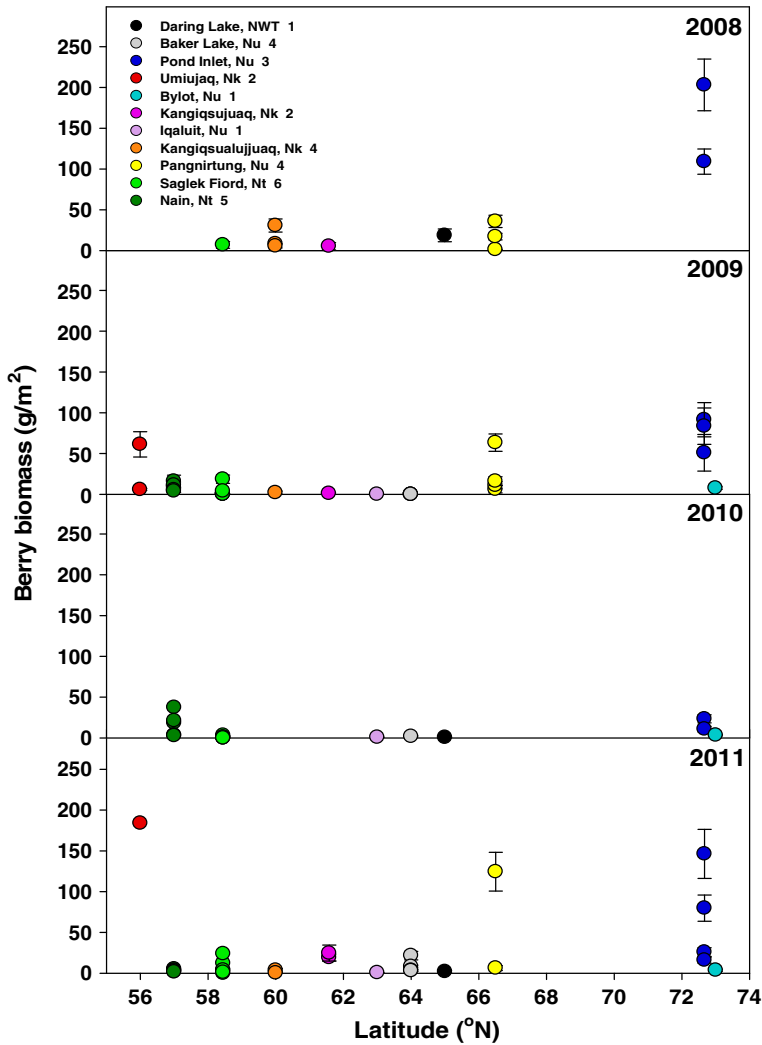 2008
Daring Lake, NWT 1
Baker Lake, Nu 4
Pond Inlet, Nu 3
Umiujaq, Nk 2
Bylot, Nu 1
Kangiqsujuaq, Nk 2
Iqaluit, Nu 1
Kangiqsualujjuaq, Nk 4
Pangnirtung, Nu 4
Saglek Fiord, Nt 6
Nain, Nt 5
250
200
150
100
50
0
2009
250
200
150
100
50
0
2010
250
200
150
100
50
0
2011
250
200
150
100
50
0
Berry biomass (g/m2)
56 58 60 62 64 66 68 70 72 74
Latitude (oN)